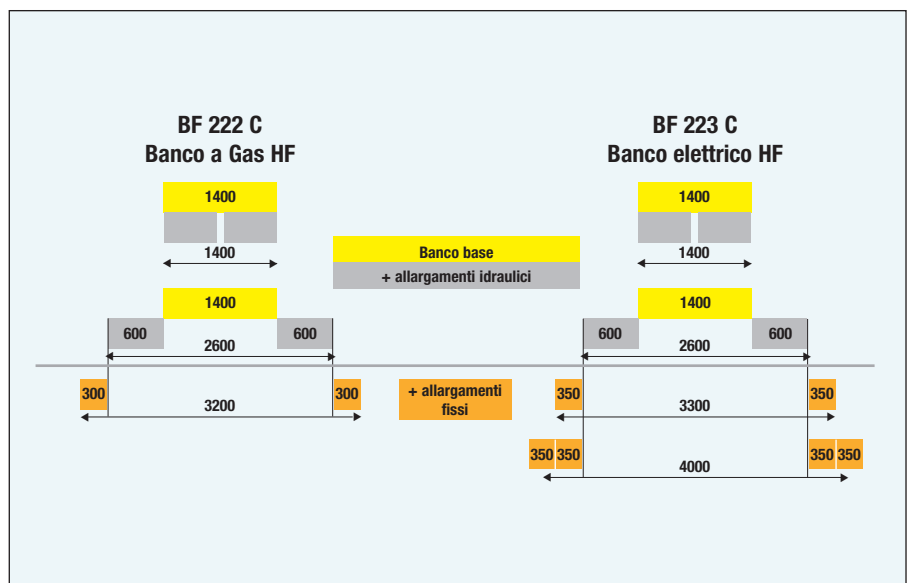 BF 222 C
Banco a Gas HF
1400
1400
1400
600
600
2600
300
300
3200
Banco base
+ allargamenti idraulici
+ allargamenti
fissi
BF 223 C
Banco elettrico HF
1400
1400
1400
600
600
2600
350
350
3300
350 350
350 350
4000